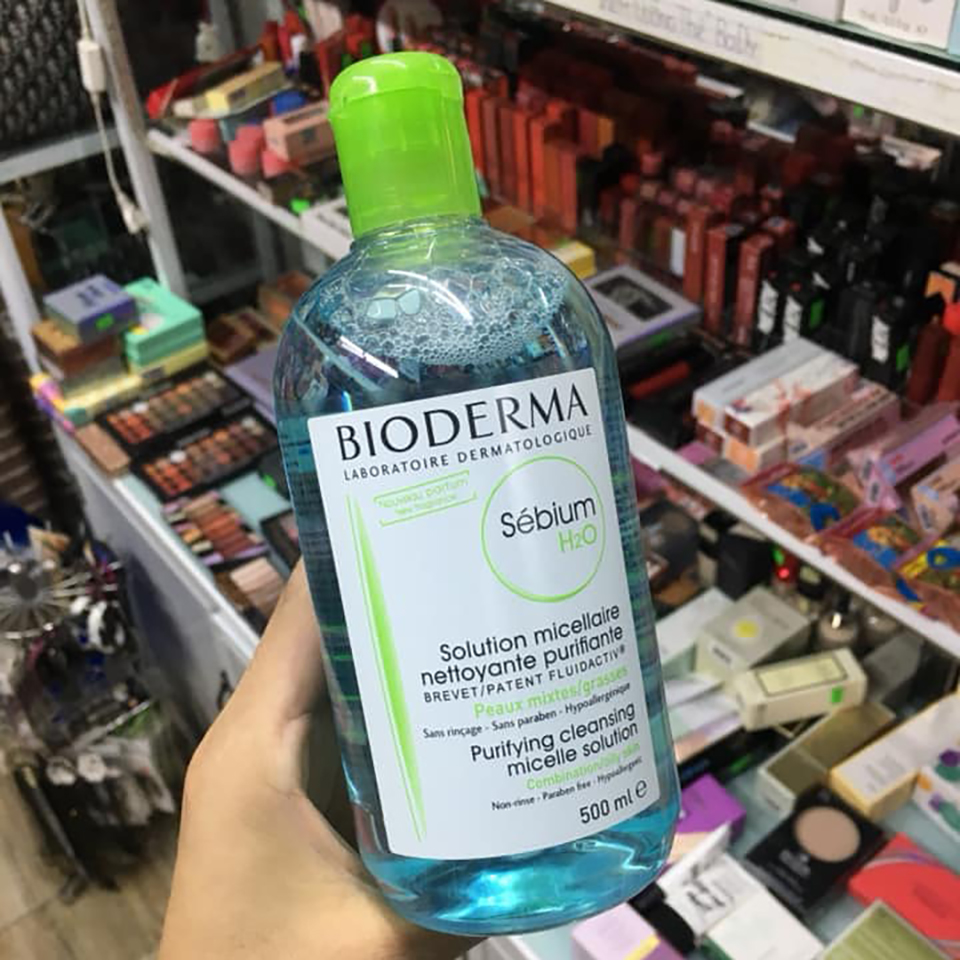 BIODERMA
LABORATOIRE DERMATOLOGIQUE
Nouveau parfum
new fragrance
Sébium
H2O
Solution micellaire
nettoyante purifiante
BREVET/PATENT FLUIDACTIV®
Peaux mixtes/grasses
Sans rinçage - Sans paraben - Hypoallergénique
Purifying cleansing
micelle solution
Combination/oily skin
Non-rinse - Paraben free - Hypoallergenic
500 ml e